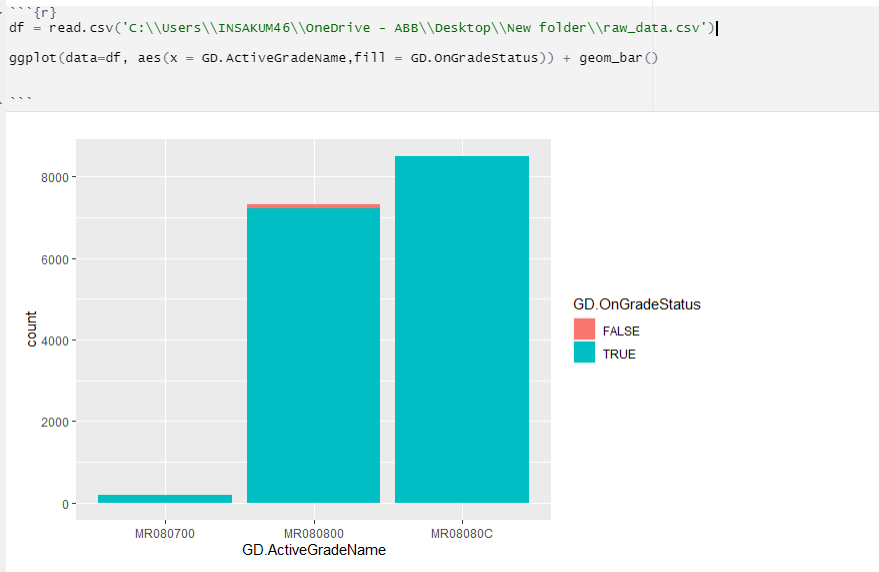 ```{r}
df = read.csv('C:\\Users\\INSAKUM46\\OneDrive - ABB\\Desktop\\New folder\\raw_data.csv')
ggplot(data=df, aes(x = GD.ActiveGradeName,fill = GD.OnGradeStatus)) + geom_bar()
```
8000
6000
4000
2000
0
count
MR080700 MR080800 MR08080C
GD.ActiveGradeName
GD.OnGradeStatus
FALSE
TRUE